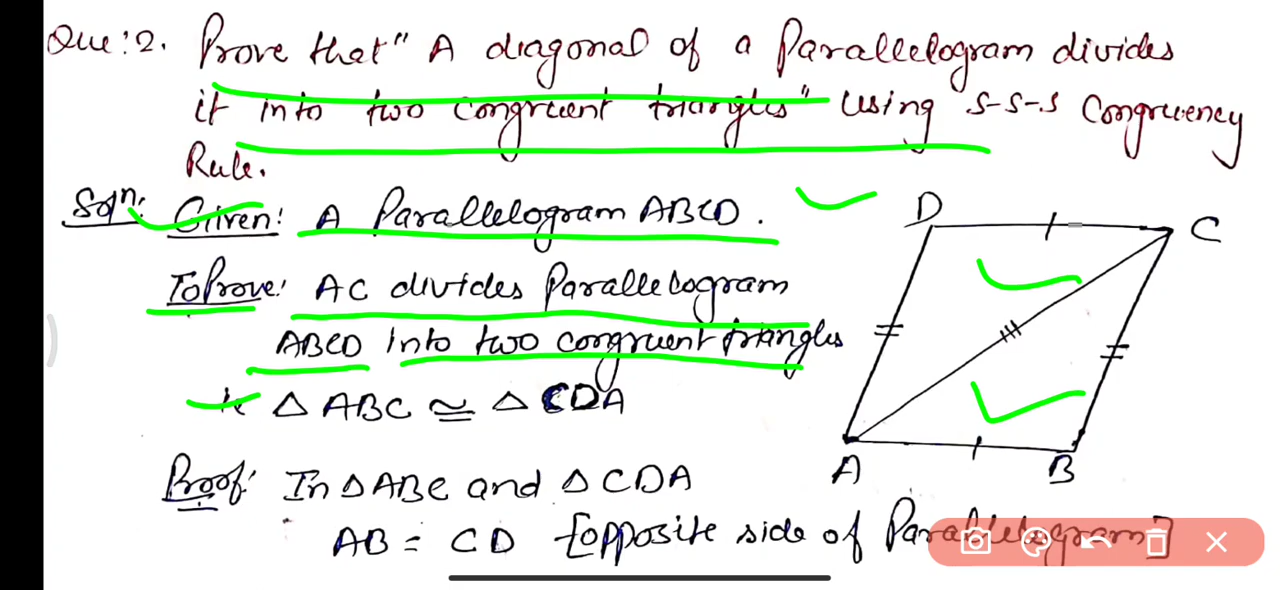 Que:2. Prove that " A diagonal of a Parallelogram divides
it into two congruent triangles" using S-S-S Congruency
Rule.
Soln: Given: A Parallelogram ABCD.
To Prove: AC divides Parallelogram
ABCD into two congruent triangles
ie △ ABC ≅ △ CDA
Proof: In △ ABC and △ CDA
AB = CD [opposite side of Parallelogram]
D
C
A
B